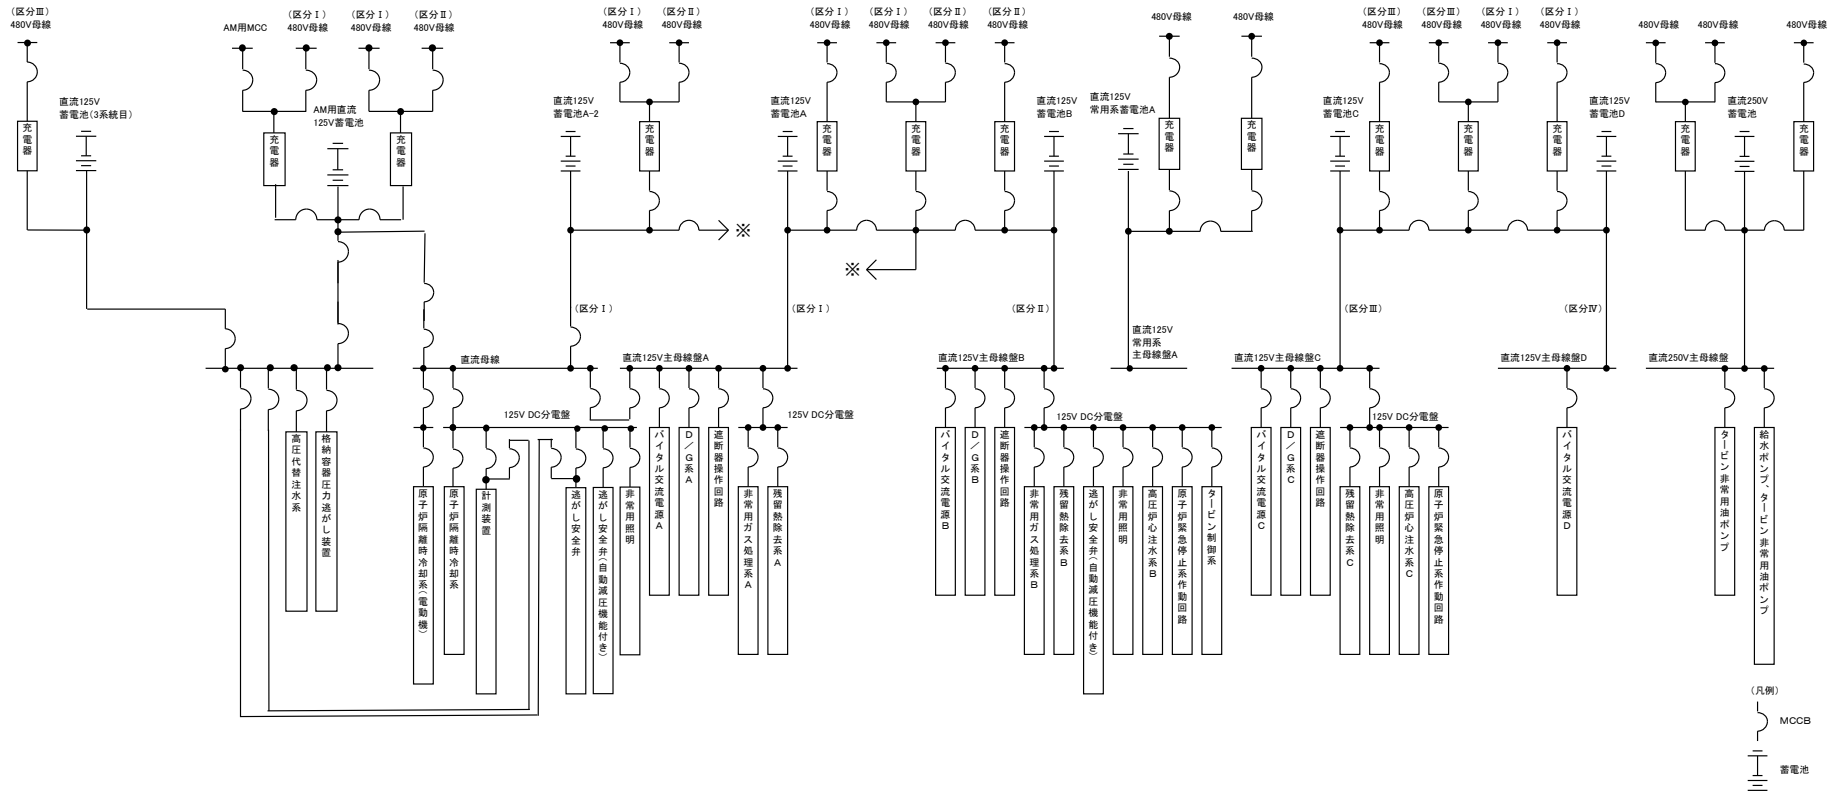 (区分Ⅲ)
480V母線
AM用MCC
(区分Ⅰ)
480V母線
(区分Ⅰ)
480V母線
(区分Ⅱ)
480V母線
(区分Ⅰ)
480V母線
(区分Ⅱ)
480V母線
(区分Ⅰ)
480V母線
(区分Ⅰ)
480V母線
(区分Ⅱ)
480V母線
(区分Ⅱ)
480V母線
480V母線
480V母線
(区分Ⅲ)
480V母線
(区分Ⅲ)
480V母線
(区分Ⅰ)
480V母線
(区分Ⅰ)
480V母線
480V母線
480V母線
480V母線
充電器
直流125V
蓄電池(3系統目)
充電器
AM用直流
125V蓄電池
充電器
直流125V
蓄電池A-2
充電器
直流125V
蓄電池A
充電器
充電器
充電器
直流125V
蓄電池B
直流125V
常用系蓄電池A
充電器
充電器
直流125V
蓄電池C
充電器
充電器
充電器
直流125V
蓄電池D
充電器
直流250V
蓄電池
充電器
※
※
(区分Ⅰ)
(区分Ⅰ)
(区分Ⅱ)
(区分Ⅲ)
(区分Ⅳ)
直流母線
直流125V主母線盤A
直流125V主母線盤B
直流125V
常用系
主母線盤A
直流125V主母線盤C
直流125V主母線盤D
直流250V主母線盤
125V DC分電盤
125V DC分電盤
125V DC分電盤
125V DC分電盤
高圧代替注水系
格納容器圧力逃がし装置
原子炉隔離時冷却系(電動機)
原子炉隔離時冷却系
計測装置
逃がし安全弁
逃がし安全弁(自動減圧機能付き)
非常用照明
バイタル交流電源A
D/G系A
遮断器操作回路
非常用ガス処理系A
残留熱除去系A
バイタル交流電源B
D/G系B
遮断器操作回路
非常用ガス処理系B
残留熱除去系B
逃がし安全弁(自動減圧機能付き)
非常用照明
高圧炉心注水系B
原子炉緊急停止系作動回路
タービン制御系
バイタル交流電源C
D/G系C
遮断器操作回路
残留熱除去系C
非常用照明
高圧炉心注水系C
原子炉緊急停止系作動回路
バイタル交流電源D
タービン非常用油ポンプ
給水ポンプ、タービン非常用油ポンプ
(凡例)
MCCB
蓄電池